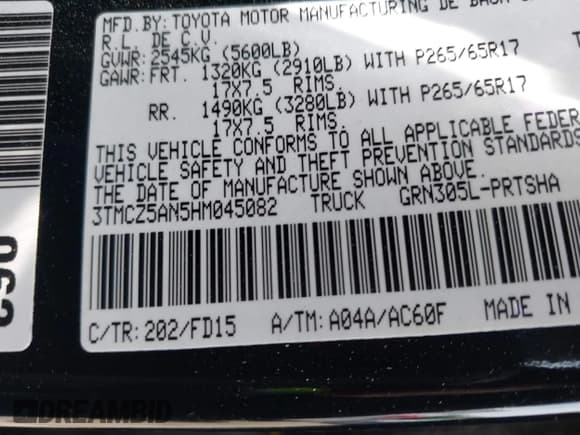 MFD.BY: TOYOTA MOTOR MANUFACTURING DE BAJA
R.L. DE C.V.
GVWR: 2545KG (5600LB)
GAWR: FRT. 1320KG (2910LB) WITH P265/65R17
17X7.5 RIMS,
RR. 1490KG (3280LB) WITH P265/65R17
17X7.5 RIMS,
THIS VEHICLE CONFORMS TO ALL APPLICABLE FEDER
VEHICLE SAFETY AND THEFT PREVENTION STANDARDS
THE DATE OF MANUFACTURE SHOWN ABOVE.
3TMCZ5AN5HM045082 TRUCK GRN305L-PRTSHA
C/TR: 202/FD15 A/TM: A04A/AC60F MADE IN
DREAMBID